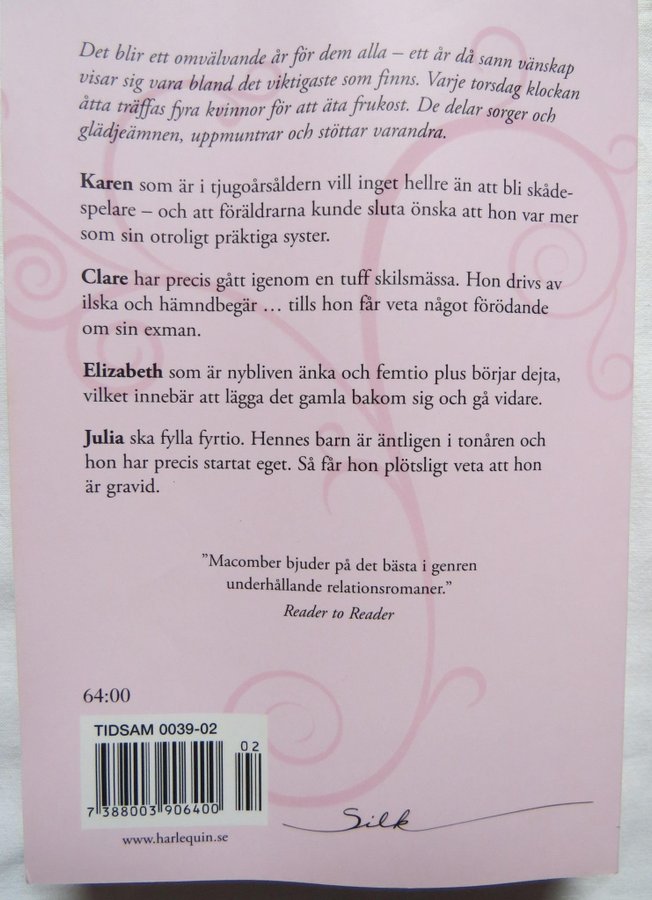 Det blir ett omvälvande år för dem alla – ett år då sann vänskap
visar sig vara bland det viktigaste som finns. Varje torsdag klockan
åtta träffas fyra kvinnor för att äta frukost. De delar sorger och
glädjeämnen, uppmuntrar och stöttar varandra.
Karen som är i tjugoårsåldern vill inget hellre än att bli skåde-
spelare – och att föräldrarna kunde sluta önska att hon var mer
som sin otroligt präktiga syster.
Clare har precis gått igenom en tuff skilsmässa. Hon drivs av
ilska och hämndbegär … tills hon får veta något förödande
om sin exman.
Elizabeth som är nybliven änka och femtio plus börjar dejta,
vilket innebär att lägga det gamla bakom sig och gå vidare.
Julia ska fylla fyrtio. Hennes barn är äntligen i tonåren och
hon har precis startat eget. Så får hon plötsligt veta att hon
är gravid.
”Macomber bjuder på det bästa i genren
underhållande relationsromaner.”
Reader to Reader
64:00
TIDSAM 0039-02
02
7 388003 906400
www.harlequin.se
Silk